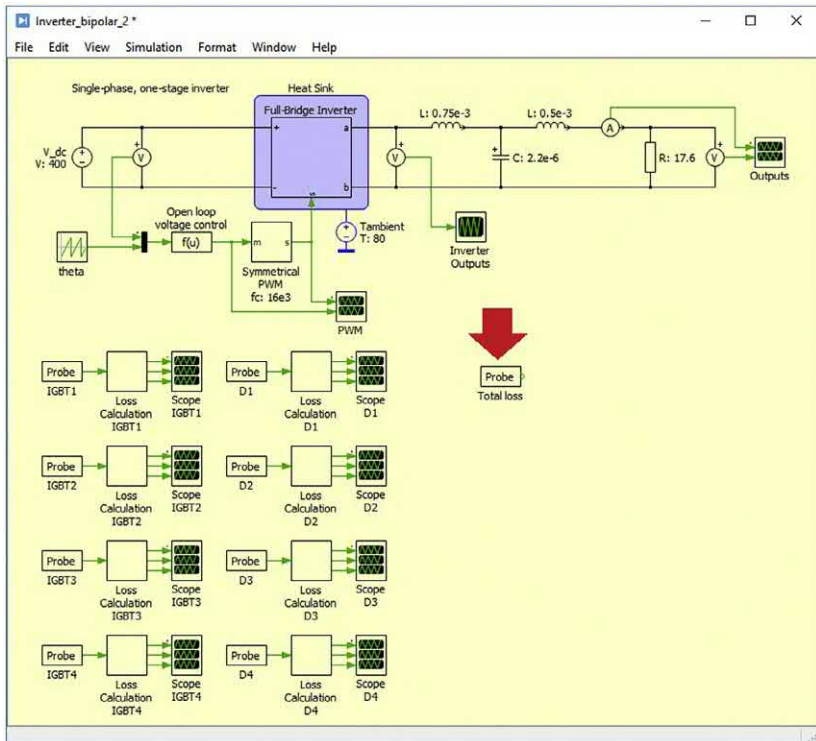 Inverter_bipolar_2 *
File Edit View Simulation Format Window Help
Single-phase, one-stage inverter
Heat Sink
Full-Bridge Inverter
+ a
- b
s
V_dc
V: 400
V
V
L: 0.75e-3
L: 0.5e-3
A
C: 2.2e-6
R: 17.6
V
Outputs
theta
Open loop
voltage control
f(u)
m s
Symmetrical
PWM
fc: 16e3
Tambient
T: 80
Inverter
Outputs
PWM
Probe
IGBT1
Loss
Calculation
IGBT1
Scope
IGBT1
Probe
D1
Loss
Calculation
D1
Scope
D1
Probe
Total loss
Probe
IGBT2
Loss
Calculation
IGBT2
Scope
IGBT2
Probe
D2
Loss
Calculation
D2
Scope
D2
Probe
IGBT3
Loss
Calculation
IGBT3
Scope
IGBT3
Probe
D3
Loss
Calculation
D3
Scope
D3
Probe
IGBT4
Loss
Calculation
IGBT4
Scope
IGBT4
Probe
D4
Loss
Calculation
D4
Scope
D4